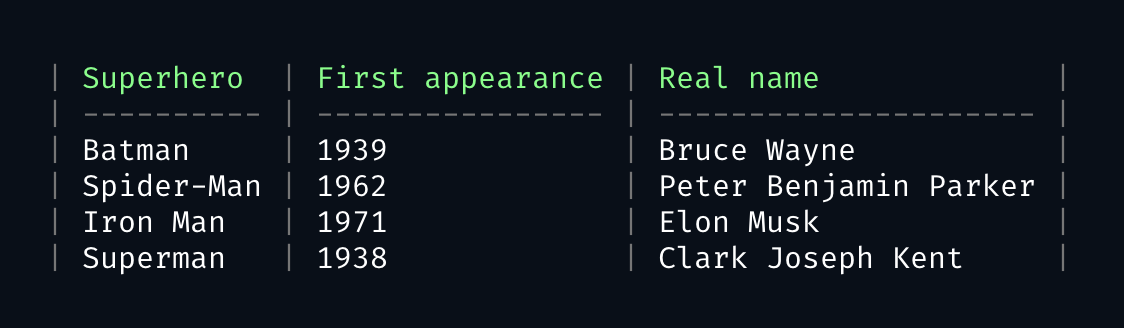 | Superhero  | First appearance | Real name             |
| ---------- | ---------------- | --------------------- |
| Batman     | 1939             | Bruce Wayne           |
| Spider-Man | 1962             | Peter Benjamin Parker |
| Iron Man   | 1971             | Elon Musk             |
| Superman   | 1938             | Clark Joseph Kent     |